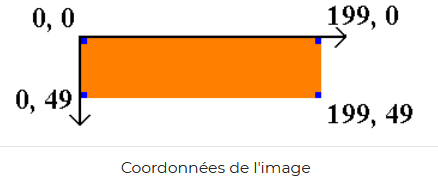 0, 0
199, 0
0, 49
199, 49
Coordonnées de l'image